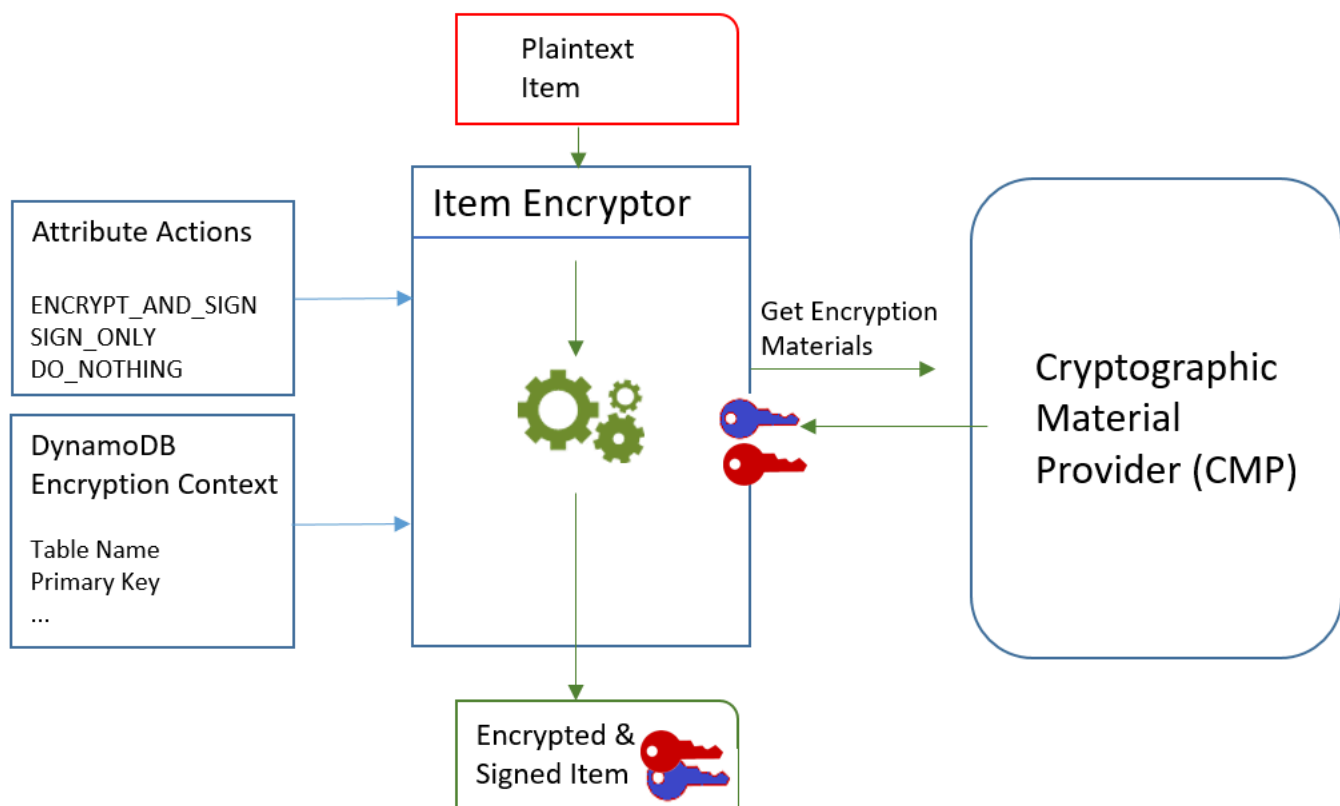 Plaintext
Item
Item Encryptor
Attribute Actions
ENCRYPT_AND_SIGN
SIGN_ONLY
DO_NOTHING
DynamoDB
Encryption Context
Table Name
Primary Key
...
Get Encryption
Materials
Cryptographic
Material
Provider (CMP)
Encrypted &
Signed Item